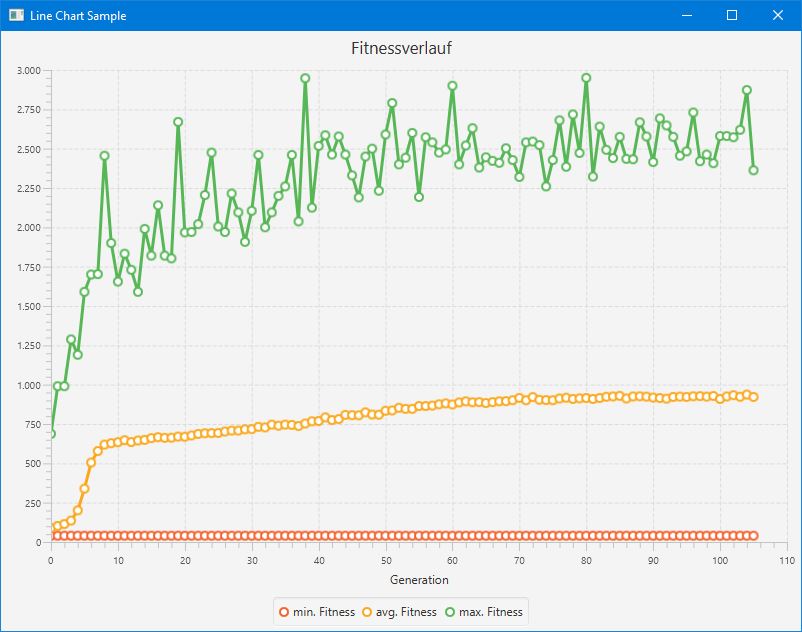 Line Chart Sample
Fitnessverlauf
3.000
2.750
2.500
2.250
2.000
1.750
1.500
1.250
1.000
750
500
250
0
0 10 20 30 40 50 60 70 80 90 100 110
Generation
min. Fitness avg. Fitness max. Fitness